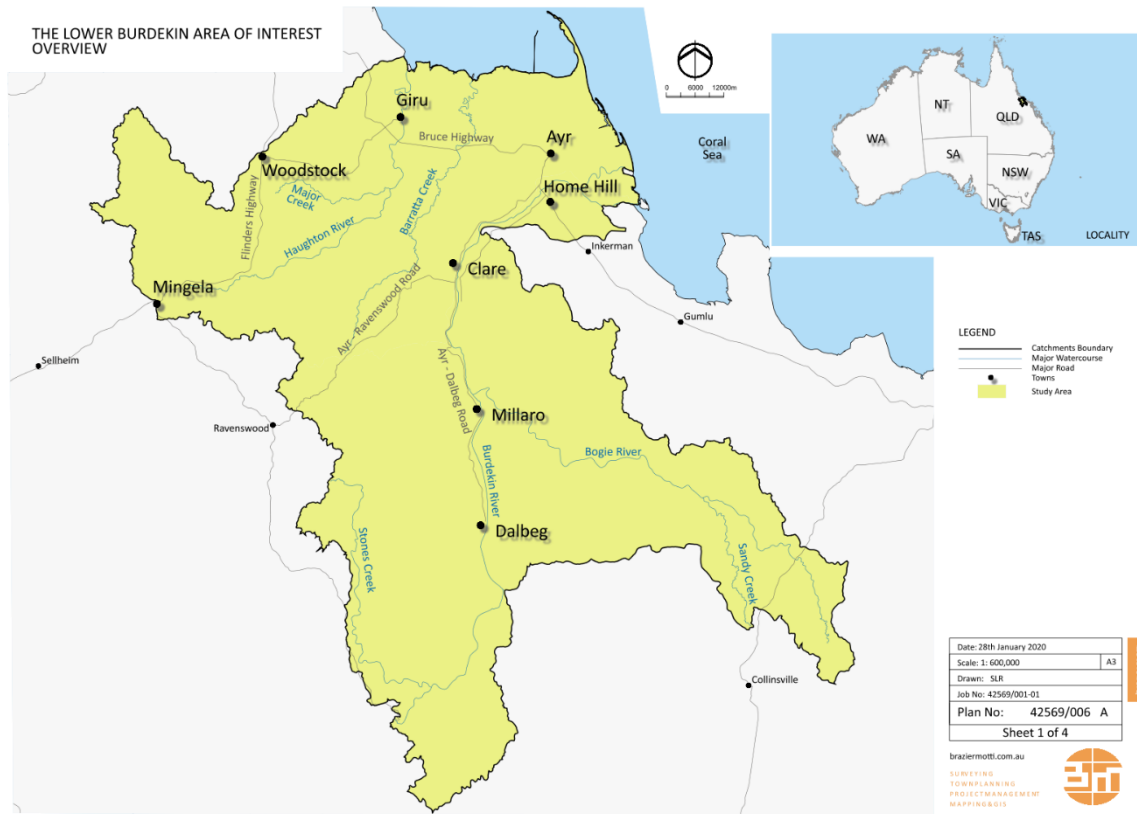 THE LOWER BURDEKIN AREA OF INTEREST
OVERVIEW
0 6000 12000m
Giru
Bruce Highway
Ayr
Woodstock
Major
Creek
Flinders Highway
Haughton River
Barratta Creek
Home Hill
Inkerman
Coral
Sea
Mingela
Clare
Ayr - Ravenswood Road
Gumlu
Sellheim
Ayr - Dalbeg Road
Ravenswood
Millaro
Bogie River
Burdekin River
Dalbeg
Stones Creek
Sandy Creek
Collinsville
WA
NT
QLD
SA
NSW
VIC
TAS
LOCALITY
LEGEND
Catchments Boundary
Major Watercourse
Major Road
Towns
Study Area
Date: 28th January 2020
Scale: 1: 600,000 A3
Drawn: SLR
Job No: 42569/001-01
Plan No: 42569/006 A
Sheet 1 of 4
braziermotti.com.au
SURVEYING
TOWNPLANNING
PROJECTMANAGEMENT
MAPPING&GIS